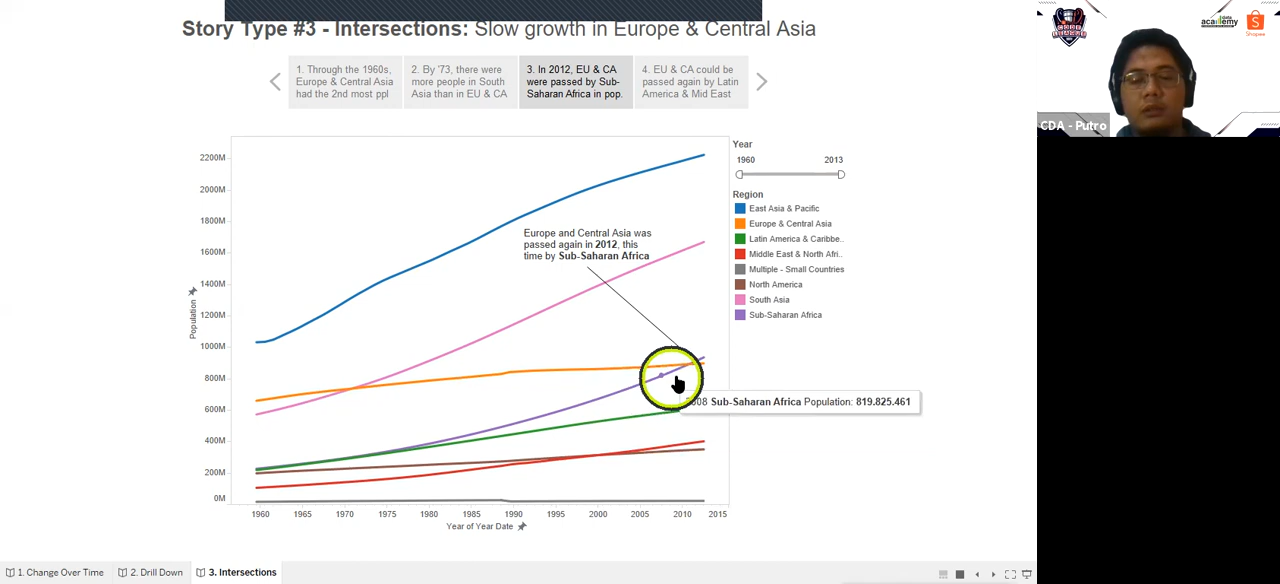 Story Type #3 - Intersections: Slow growth in Europe & Central Asia
1. Through the 1960s,
Europe & Central Asia
had the 2nd most ppl
2. By '73, there were
more people in South
Asia than in EU & CA
3. In 2012, EU & CA
were passed by Sub-
Saharan Africa in pop.
4. EU & CA could be
passed again by Latin
America & Mid East
2200M
2000M
1800M
1600M
1400M
1200M
1000M
800M
600M
400M
200M
0M
Population
Europe and Central Asia was
passed again in 2012, this
time by Sub-Saharan Africa
08 Sub-Saharan Africa Population: 819.825.461
1960
1965
1970
1975
1980
1985
1990
1995
2000
2005
2010
2015
Year of Year Date
Year
1960
2013
Region
East Asia & Pacific
Europe & Central Asia
Latin America & Caribbe..
Middle East & North Afri..
Multiple - Small Countries
North America
South Asia
Sub-Saharan Africa
1. Change Over Time
2. Drill Down
3. Intersections
CODE
LEAGUE
data
academy
Shopee
CDA - Putro